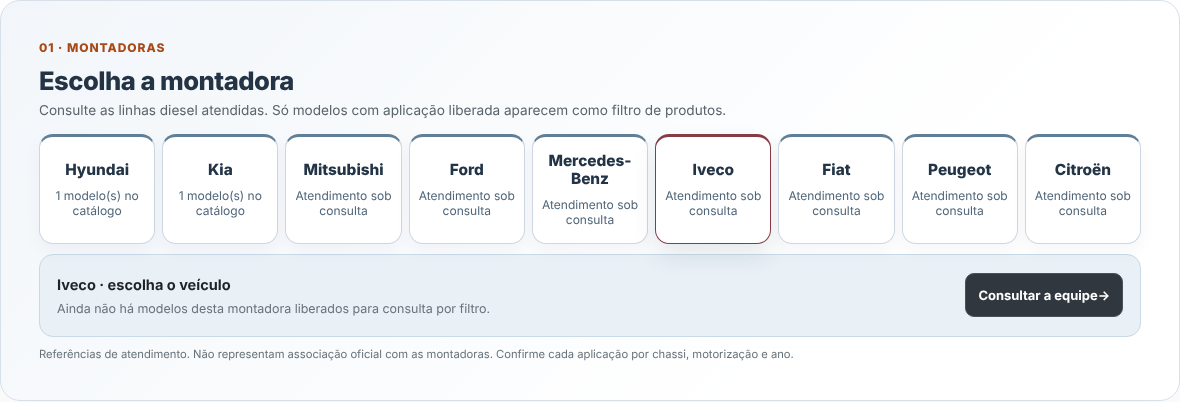 01 · MONTADORAS
Escolha a montadora
Consulte as linhas diesel atendidas. Só modelos com aplicação liberada aparecem como filtro de produtos.
Hyundai
1 modelo(s) no
catálogo
Kia
1 modelo(s) no
catálogo
Mitsubishi
Atendimento sob
consulta
Ford
Atendimento sob
consulta
Mercedes-
Benz
Atendimento sob
consulta
Iveco
Atendimento sob
consulta
Fiat
Atendimento sob
consulta
Peugeot
Atendimento sob
consulta
Citroën
Atendimento sob
consulta
Iveco · escolha o veículo
Ainda não há modelos desta montadora liberados para consulta por filtro.
Consultar a equipe→
Referências de atendimento. Não representam associação oficial com as montadoras. Confirme cada aplicação por chassi, motorização e ano.